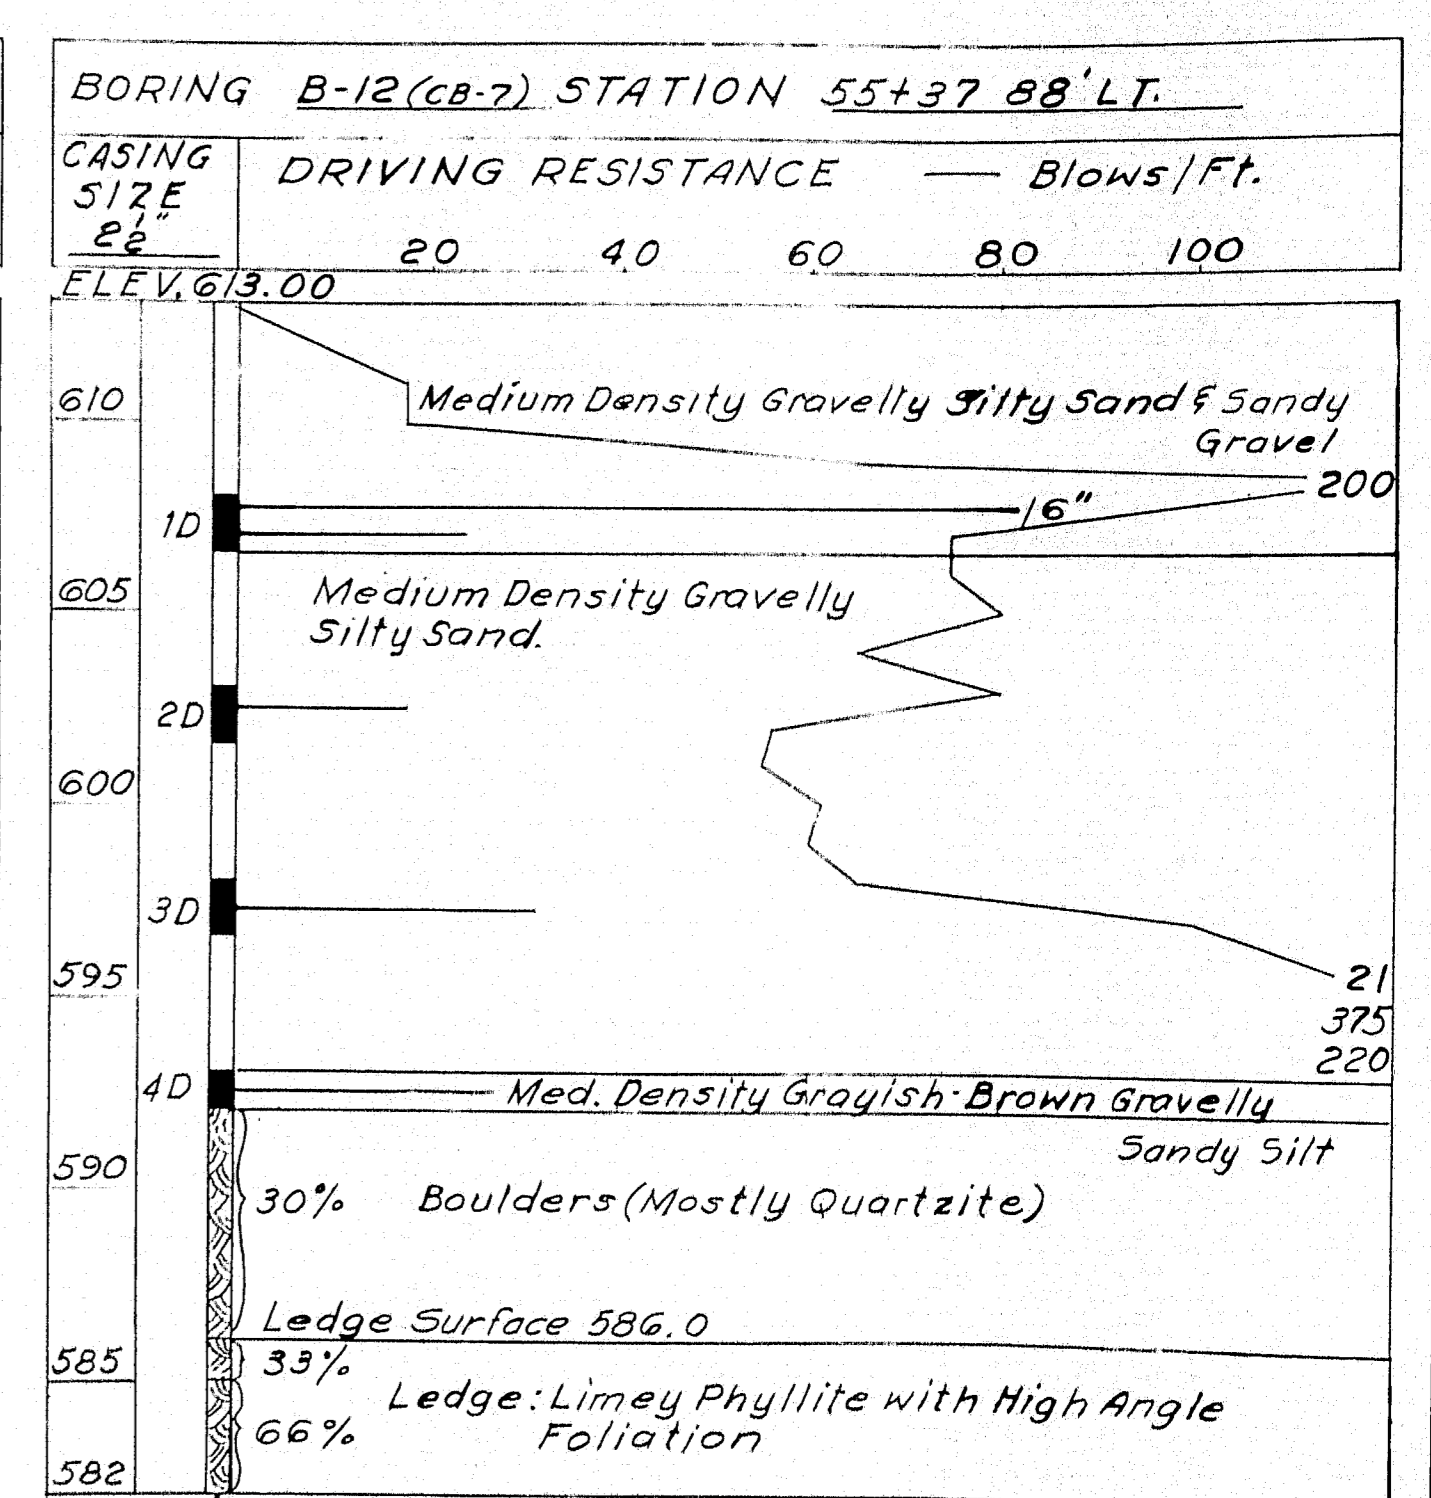 BORING B-12(CB-7) STATION 55+37 88' LT.
CASING
SIZE
2½"
DRIVING RESISTANCE — Blows/Ft.
20 40 60 80 100
ELEV. 613.00
610
Medium Density Gravelly Silty Sand & Sandy
Gravel
200
/6"
1D
605
Medium Density Gravelly
Silty Sand.
2D
600
3D
595
21
375
220
4D
Med. Density Grayish-Brown Gravelly
Sandy Silt
590
30% Boulders (Mostly Quartzite)
Ledge Surface 586.0
585
33%
Ledge: Limey Phyllite with High Angle
Foliation
66%
582